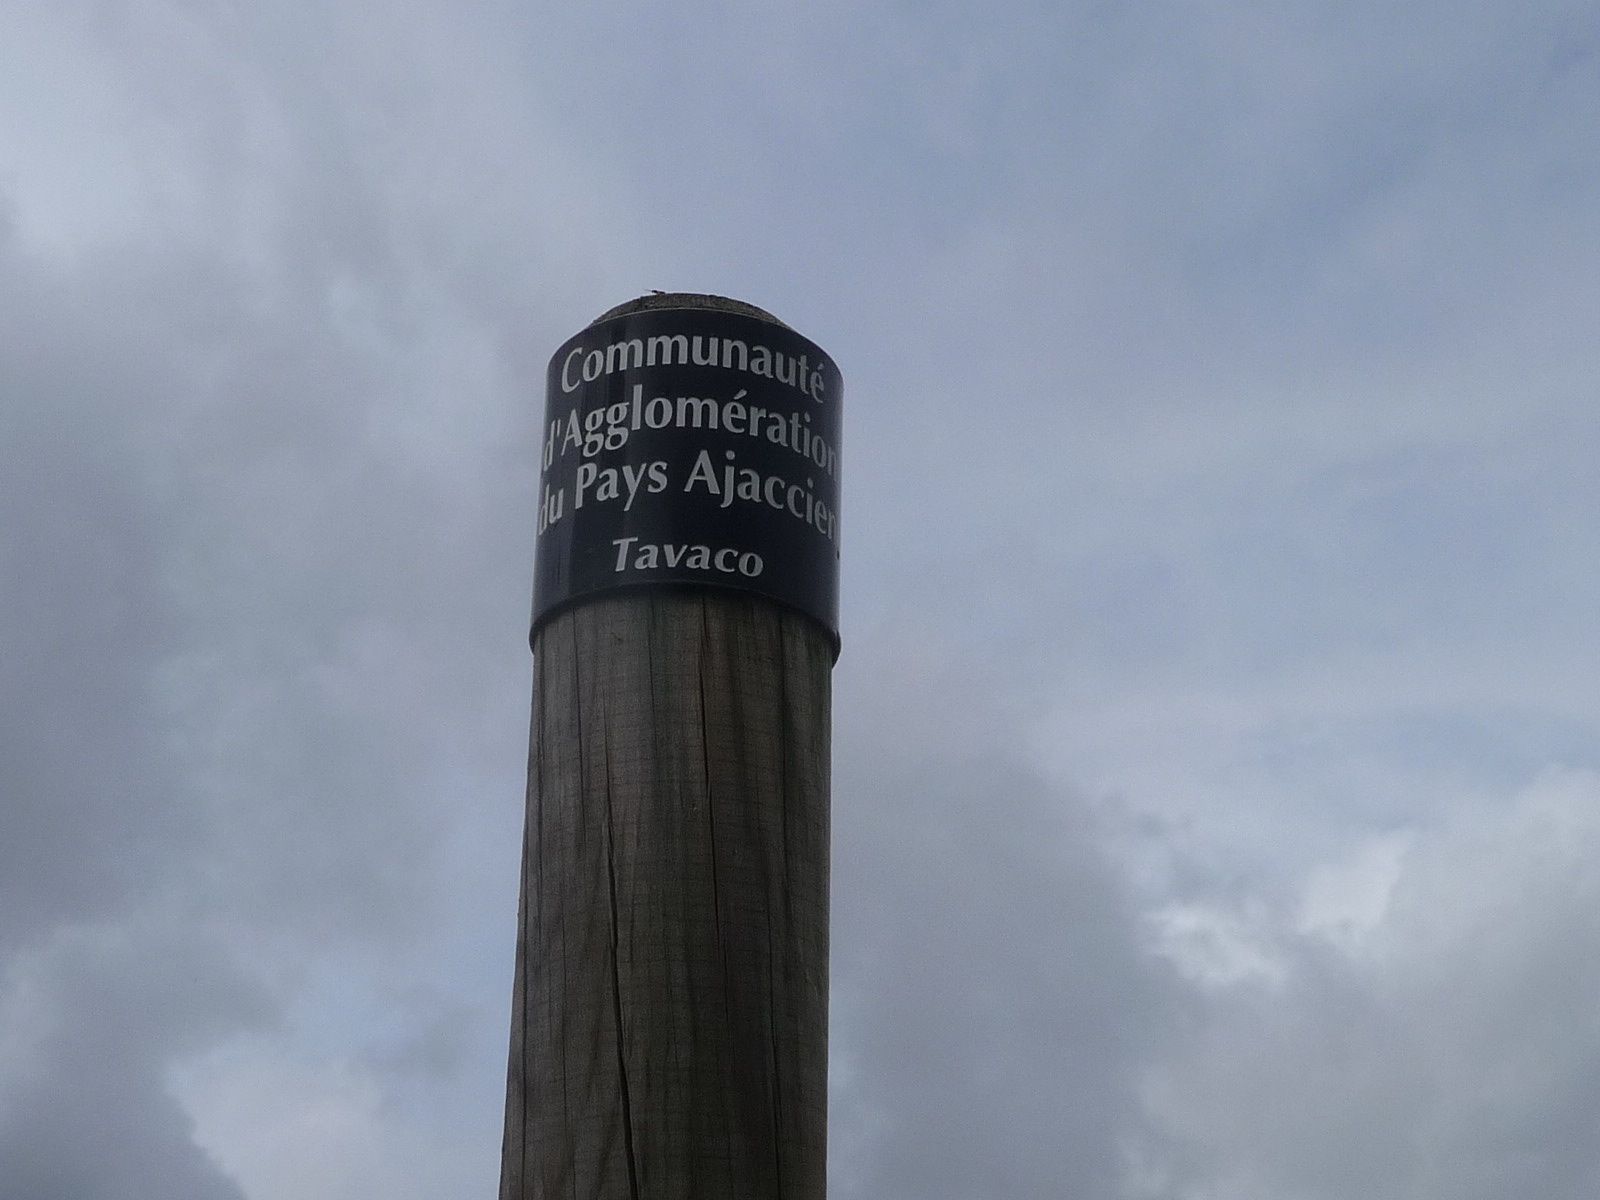 Communauté
d'Agglomération
du Pays Ajaccien
Tavaco